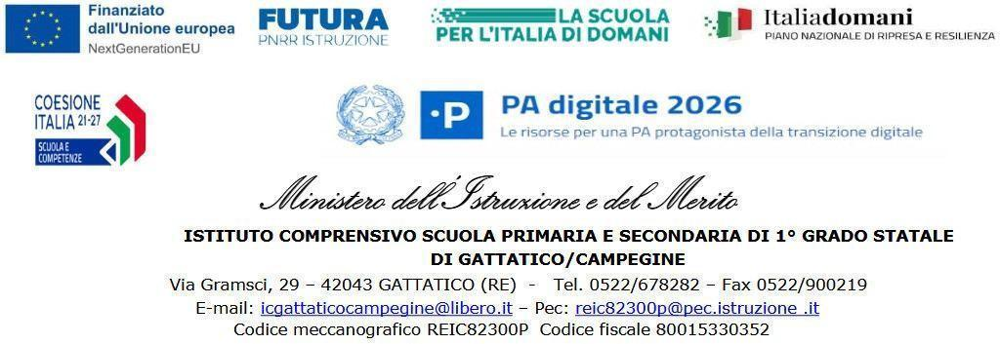 Finanziato
dall'Unione europea
NextGenerationEU
FUTURA
PNRR ISTRUZIONE
LA SCUOLA
PER L'ITALIA DI DOMANI
Italiadomani
PIANO NAZIONALE DI RIPRESA E RESILIENZA
COESIONE
ITALIA 21-27
SCUOLA E
COMPETENZE
·P
PA digitale 2026
Le risorse per una PA protagonista della transizione digitale
Ministero dell'Istruzione e del Merito
ISTITUTO COMPRENSIVO SCUOLA PRIMARIA E SECONDARIA DI 1° GRADO STATALE
DI GATTATICO/CAMPEGINE
Via Gramsci, 29 – 42043 GATTATICO (RE) - Tel. 0522/678282 – Fax 0522/900219
E-mail: icgattaticocampegine@libero.it – Pec: reic82300p@pec.istruzione .it
Codice meccanografico REIC82300P Codice fiscale 80015330352